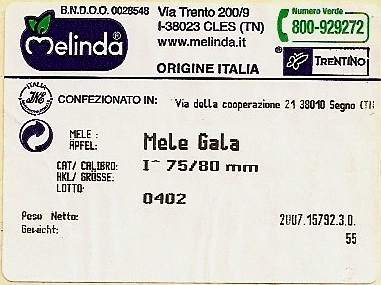 B.N.D.O.O. 0028548
Melinda®
Via Trento 200/9
I-38023 CLES (TN)
www.melinda.it
ORIGINE ITALIA
Numero Verde
800-929272
TRENTINO
ITALIA
CONFEZIONATO IN: Via della cooperazione 21 38010 Segno (TN
MELE :
ÄPFEL:
Mele Gala
CAT/ CALIBRO:
HKL/ GRÖSSE:
I^ 75/80 mm
LOTTO:
0402
Peso Netto:
Gewicht:
2007.15792.3.0.
55